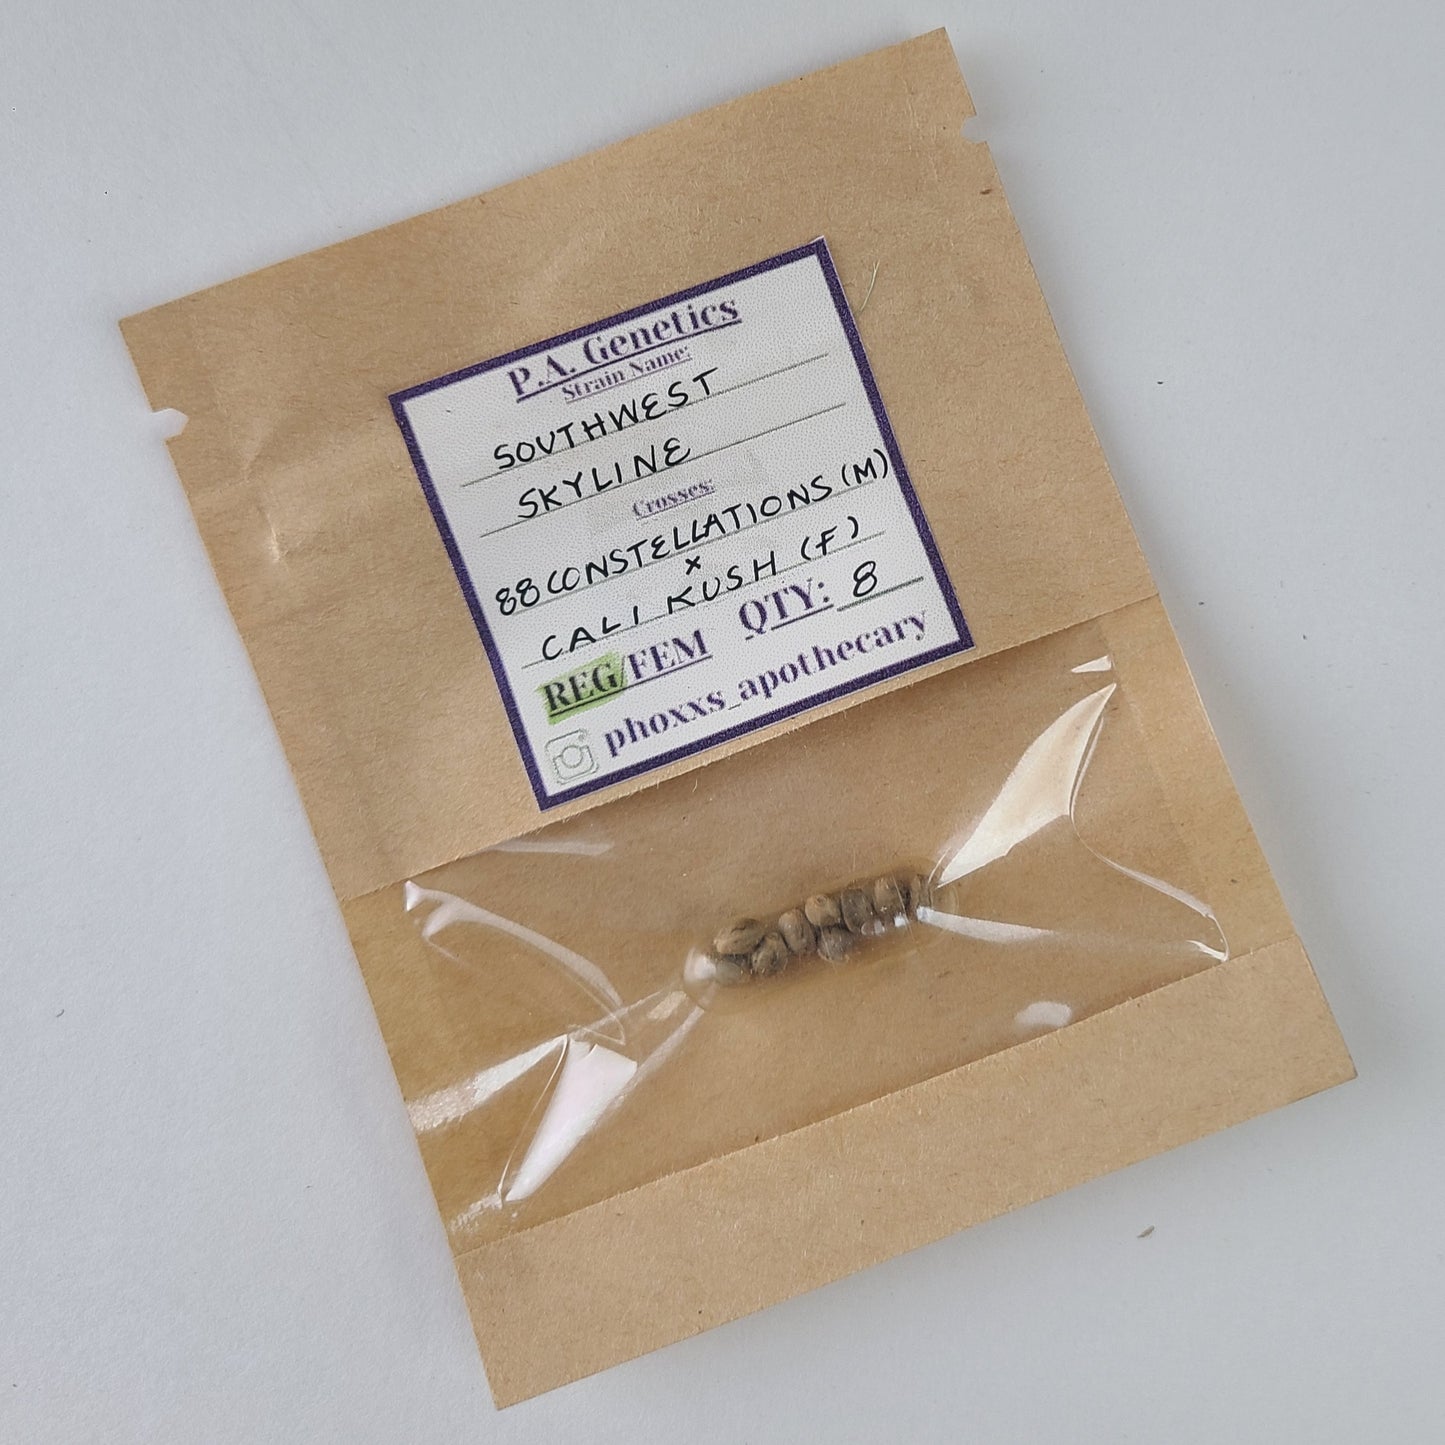 P.A. Genetics
Strain Name:
SOUTHWEST
SKYLINE
Crosses:
88 CONSTELLATIONS (M)
x
CALI KUSH (F)
REG/FEM QTY: 8
phoxxs_apothecary